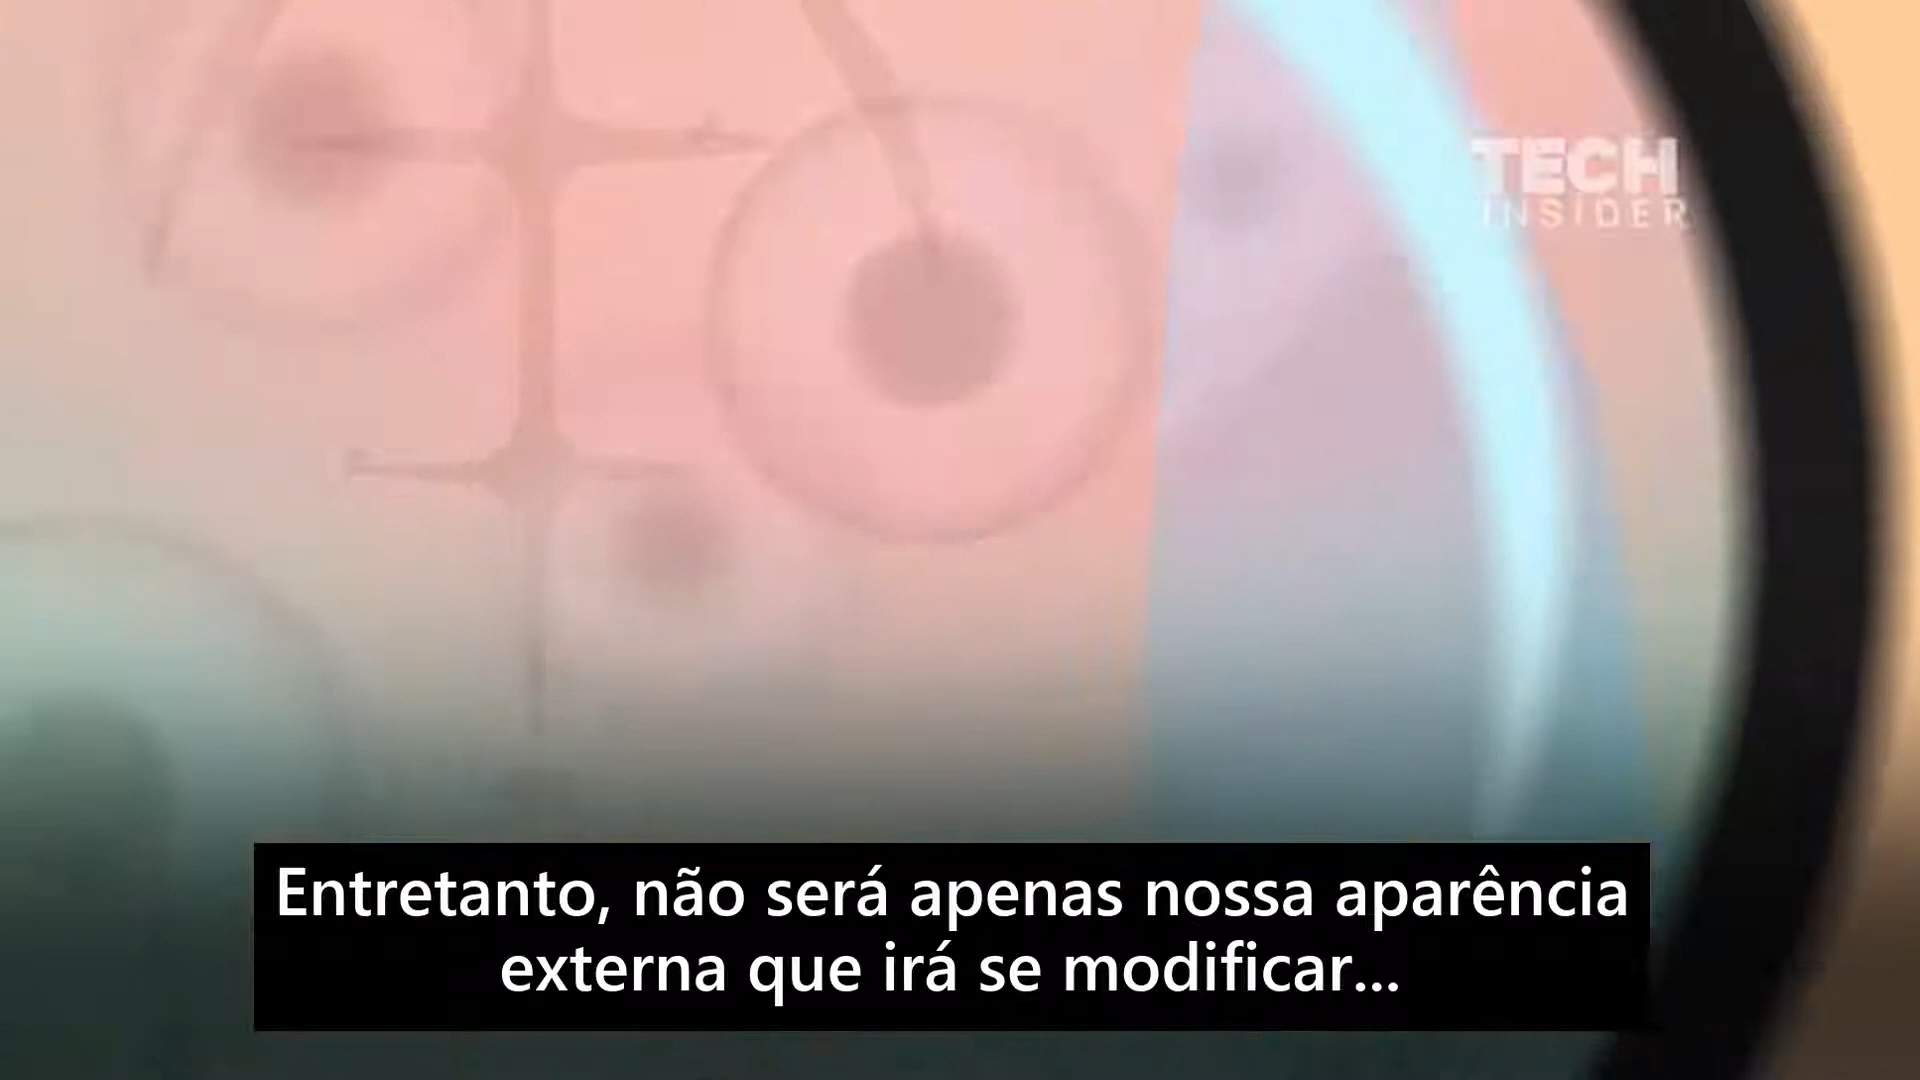 TECH
INSIDER
Entretanto, não será apenas nossa aparência
externa que irá se modificar...